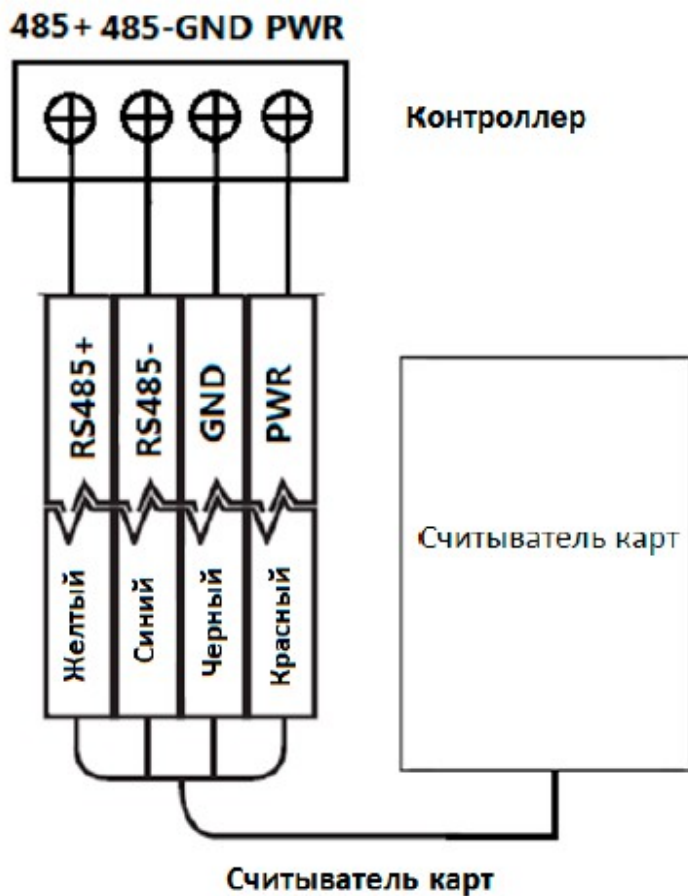 485+ 485-GND PWR
Контроллер
RS485+
RS485-
GND
PWR
Желтый
Синий
Черный
Красный
Считыватель карт
Считыватель карт